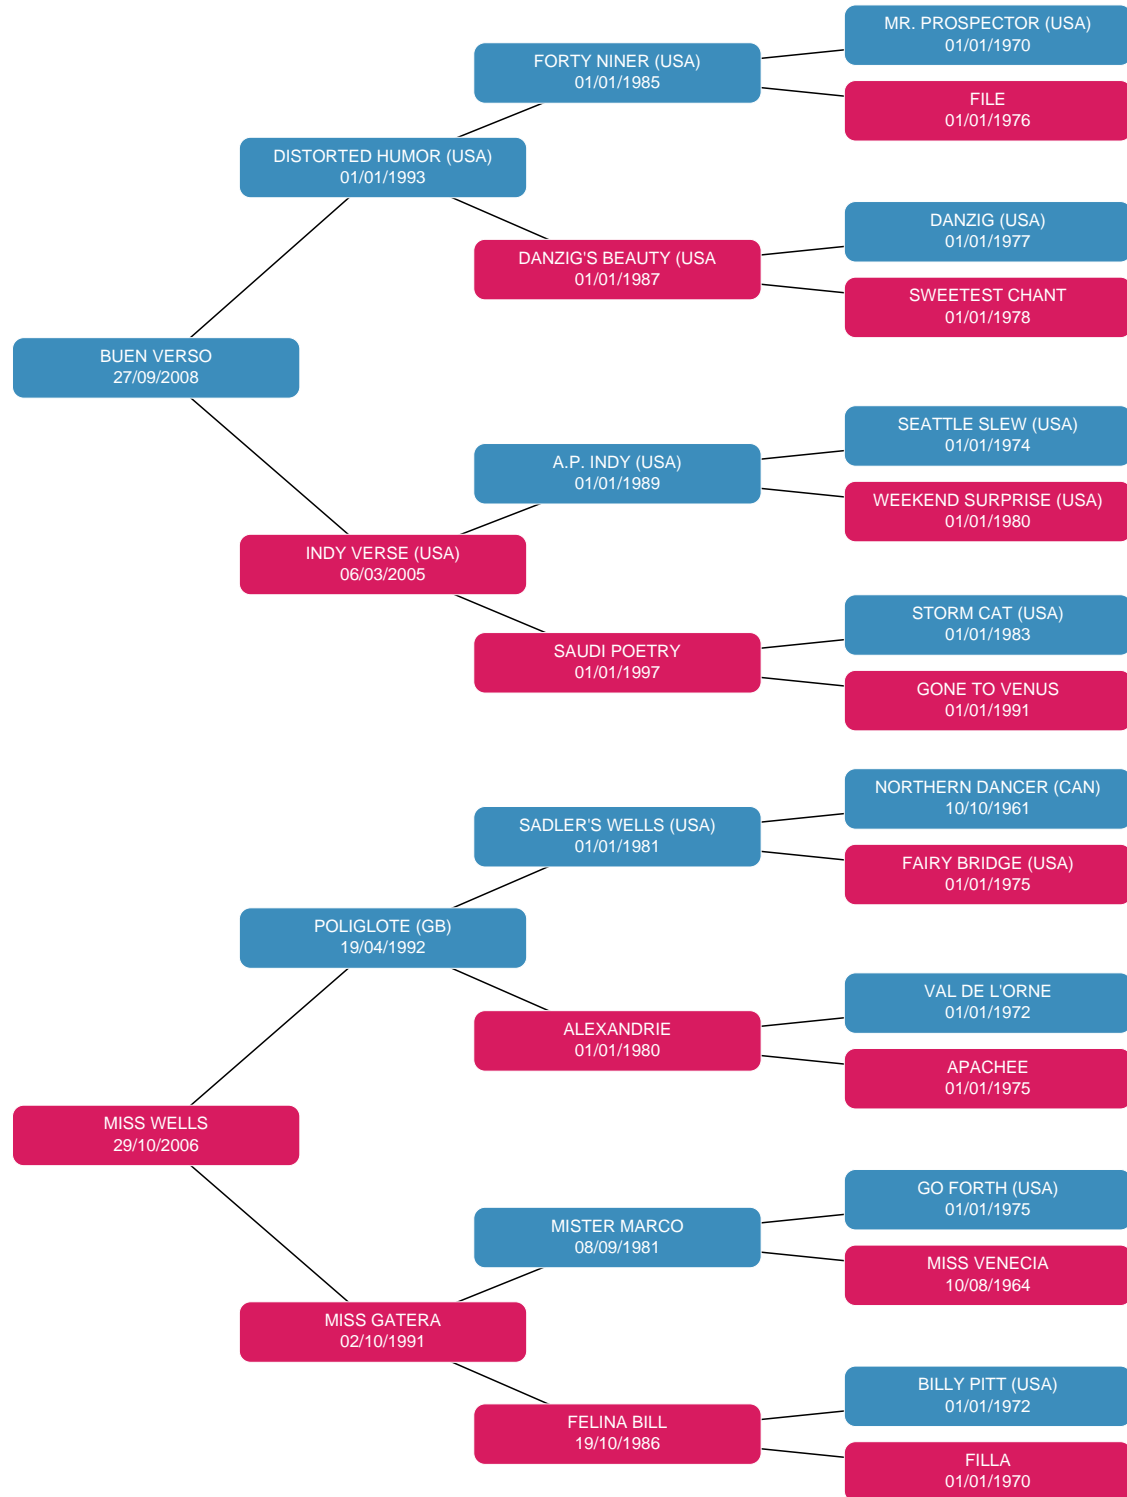 MR. PROSPECTOR (USA)
01/01/1970
FORTY NINER (USA)
01/01/1985
FILE
01/01/1976
DISTORTED HUMOR (USA)
01/01/1993
DANZIG (USA)
01/01/1977
DANZIG'S BEAUTY (USA
01/01/1987
SWEETEST CHANT
01/01/1978
BUEN VERSO
27/09/2008
SEATTLE SLEW (USA)
01/01/1974
A.P. INDY (USA)
01/01/1989
WEEKEND SURPRISE (USA)
01/01/1980
INDY VERSE (USA)
06/03/2005
STORM CAT (USA)
01/01/1983
SAUDI POETRY
01/01/1997
GONE TO VENUS
01/01/1991
NORTHERN DANCER (CAN)
10/10/1961
SADLER'S WELLS (USA)
01/01/1981
FAIRY BRIDGE (USA)
01/01/1975
POLIGLOTE (GB)
19/04/1992
VAL DE L'ORNE
01/01/1972
ALEXANDRIE
01/01/1980
APACHEE
01/01/1975
MISS WELLS
29/10/2006
GO FORTH (USA)
01/01/1975
MISTER MARCO
08/09/1981
MISS VENECIA
10/08/1964
MISS GATERA
02/10/1991
BILLY PITT (USA)
01/01/1972
FELINA BILL
19/10/1986
FILLA
01/01/1970